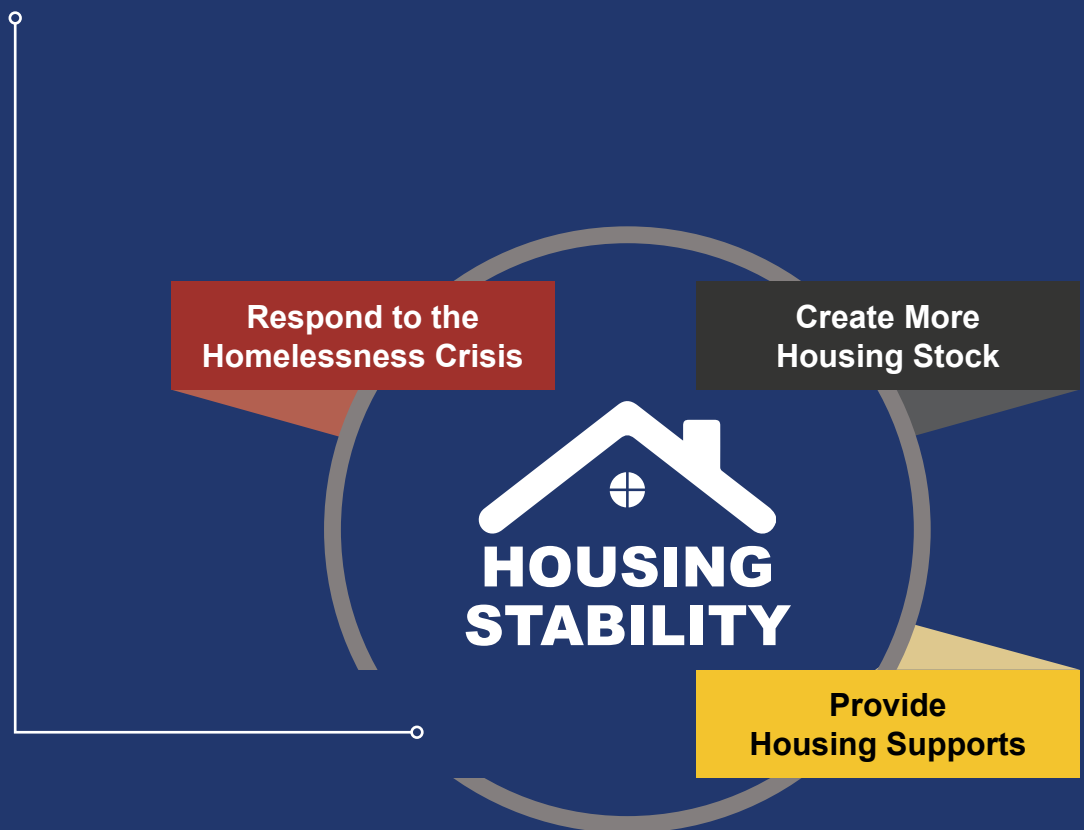 Respond to the
Homelessness Crisis
Create More
Housing Stock
HOUSING
STABILITY
Provide
Housing Supports